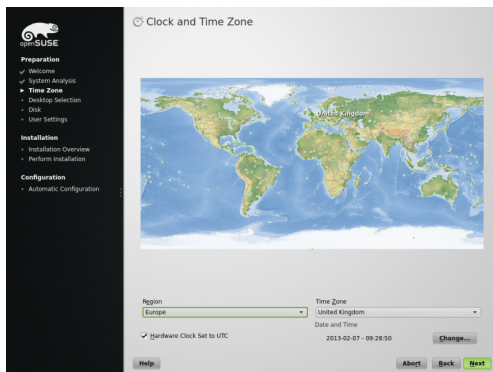 openSUSE
Preparation
Welcome
System Analysis
Time Zone
Desktop Selection
Disk
User Settings
Installation
Installation Overview
Perform Installation
Configuration
Automatic Configuration
Clock and Time Zone
United Kingdom
Region
Europe
Time Zone
United Kingdom
Hardware Clock Set to UTC
Date and Time
2013-02-07 - 09:28:50
Change...
Help
Abort
Back
Next